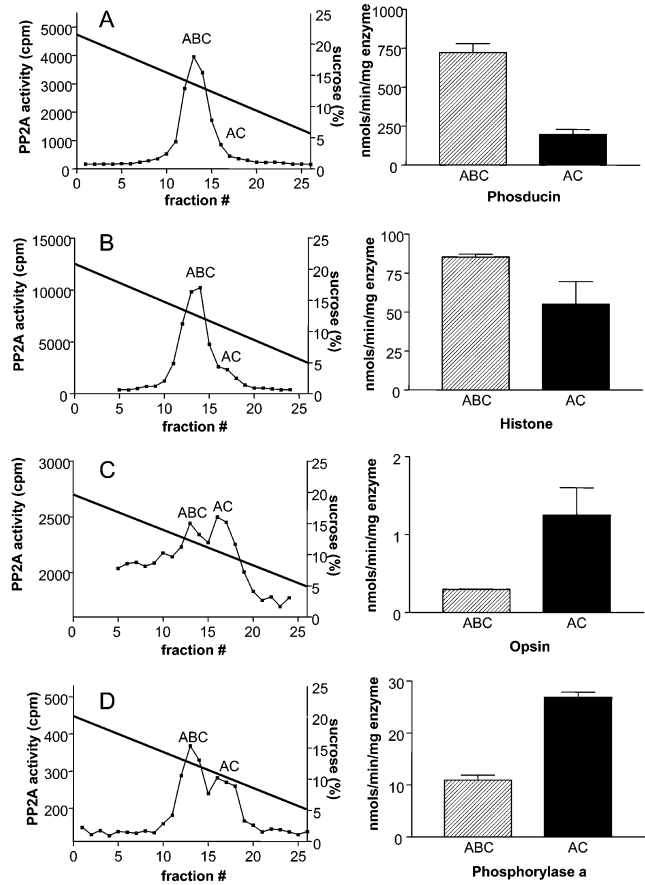 A
ABC
AC
PP2A activity (cpm)
5000
4000
3000
2000
1000
0
25
20
15
10
5
0
sucrose (%)
0 5 10 15 20 25
fraction #
nmols/min/mg enzyme
1000
750
500
250
0
ABC AC
Phosducin
B
ABC
AC
PP2A activity (cpm)
15000
10000
5000
0
25
20
15
10
5
0
sucrose (%)
0 5 10 15 20 25
fraction #
nmols/min/mg enzyme
100
75
50
25
0
ABC AC
Histone
C
ABC AC
PP2A activity (cpm)
3000
2500
2000
25
20
15
10
5
0
sucrose (%)
0 5 10 15 20 25
fraction #
nmols/min/mg enzyme
2
1
0
ABC AC
Opsin
D
ABC
AC
PP2A activity (cpm)
500
400
300
200
25
20
15
10
5
0
sucrose (%)
0 5 10 15 20 25
fraction #
nmols/min/mg enzyme
30
20
10
0
ABC AC
Phosphorylase a